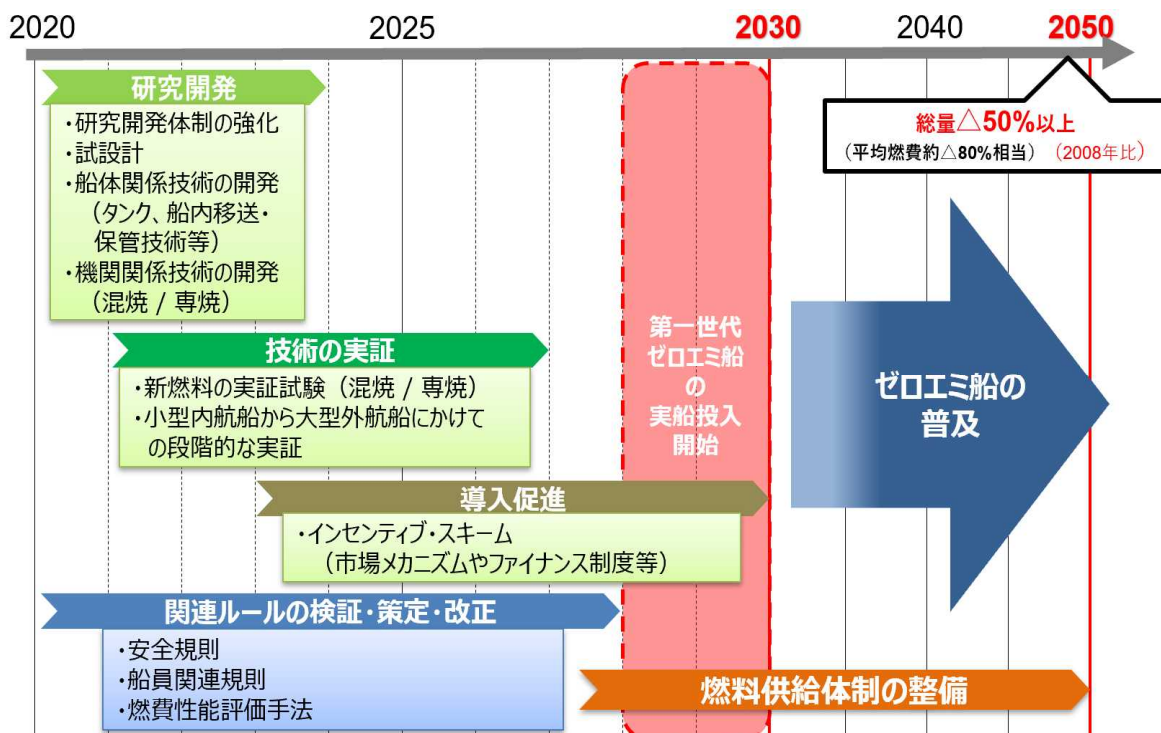 2020
2025
2030
2040
2050
総量△50%以上
(平均燃費約△80%相当) (2008年比)
研究開発
・研究開発体制の強化
・試設計
・船体関係技術の開発
(タンク、船内移送・
保管技術等)
・機関関係技術の開発
(混焼 / 専焼)
技術の実証
・新燃料の実証試験(混焼 / 専焼)
・小型内航船から大型外航船にかけて
の段階的な実証
導入促進
・インセンティブ・スキーム
(市場メカニズムやファイナンス制度等)
関連ルールの検証・策定・改正
・安全規則
・船員関連規則
・燃費性能評価手法
第一世代
ゼロエミ船
の
実船投入
開始
ゼロエミ船の
普及
燃料供給体制の整備